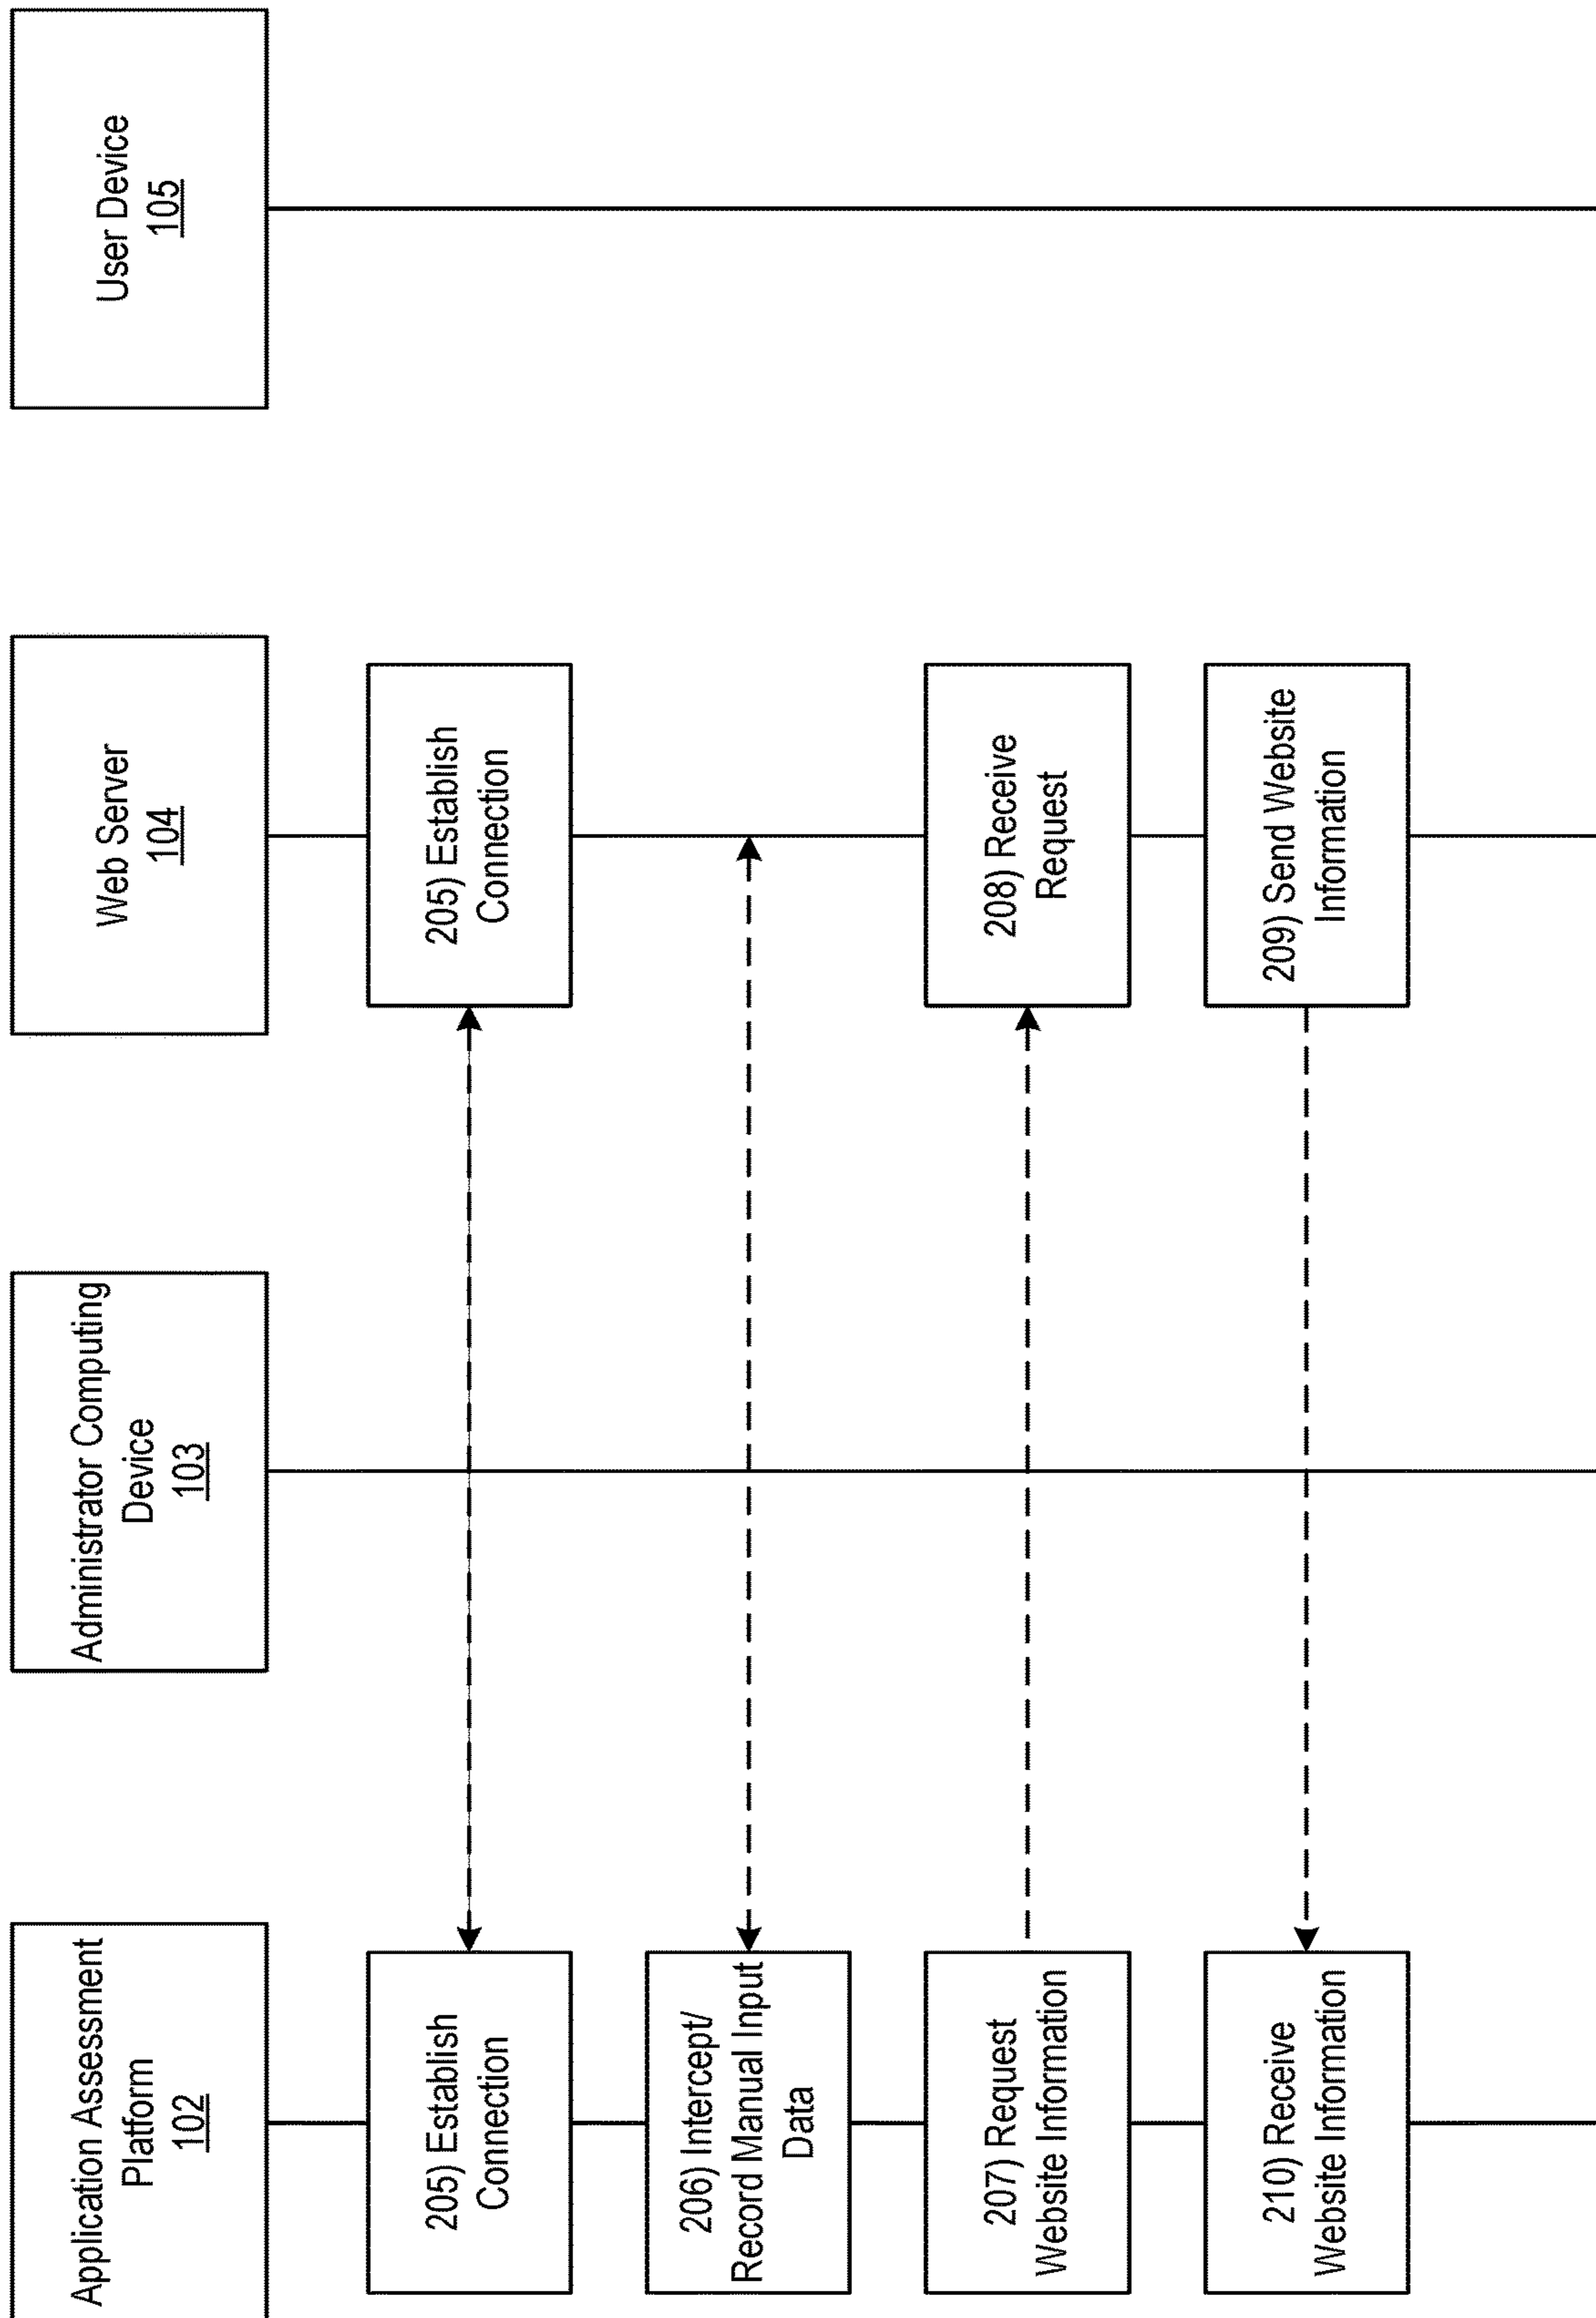 Application Assessment
Platform
102
Administrator Computing
Device
103
Web Server
104
User Device
105
205) Establish
Connection
205) Establish
Connection
206) Intercept/
Record Manual Input
Data
207) Request
Website Information
208) Receive
Request
210) Receive
Website Information
209) Send Website
Information